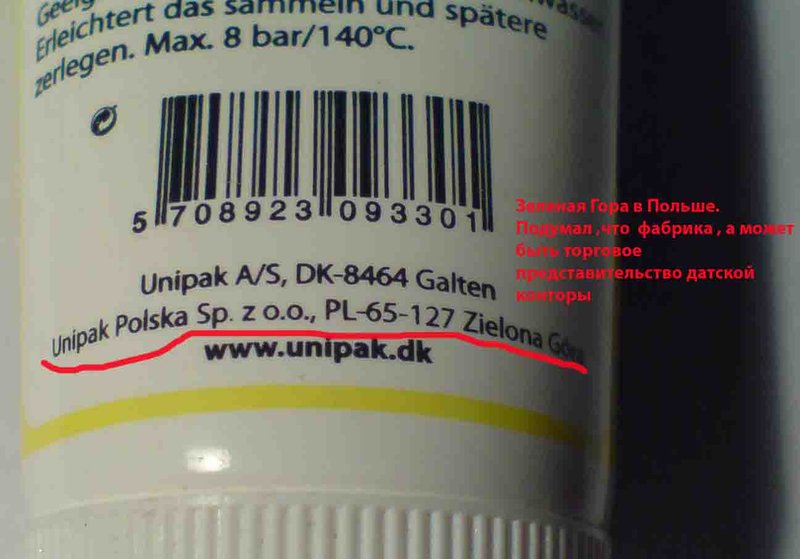 das sammeln und spätere
Erleichtert
zerlegen. Max. 8 bar/140°C.
5 708923 093301
Unipak A/S, DK-8464 Galten
Unipak Polska Sp. z o.o., PL-65-127 Zielona Góra
www.unipak.dk
Зеленая Гора в Польше.
Подумал ,что фабрика , а может
быть торговое
представительство датской
конторы